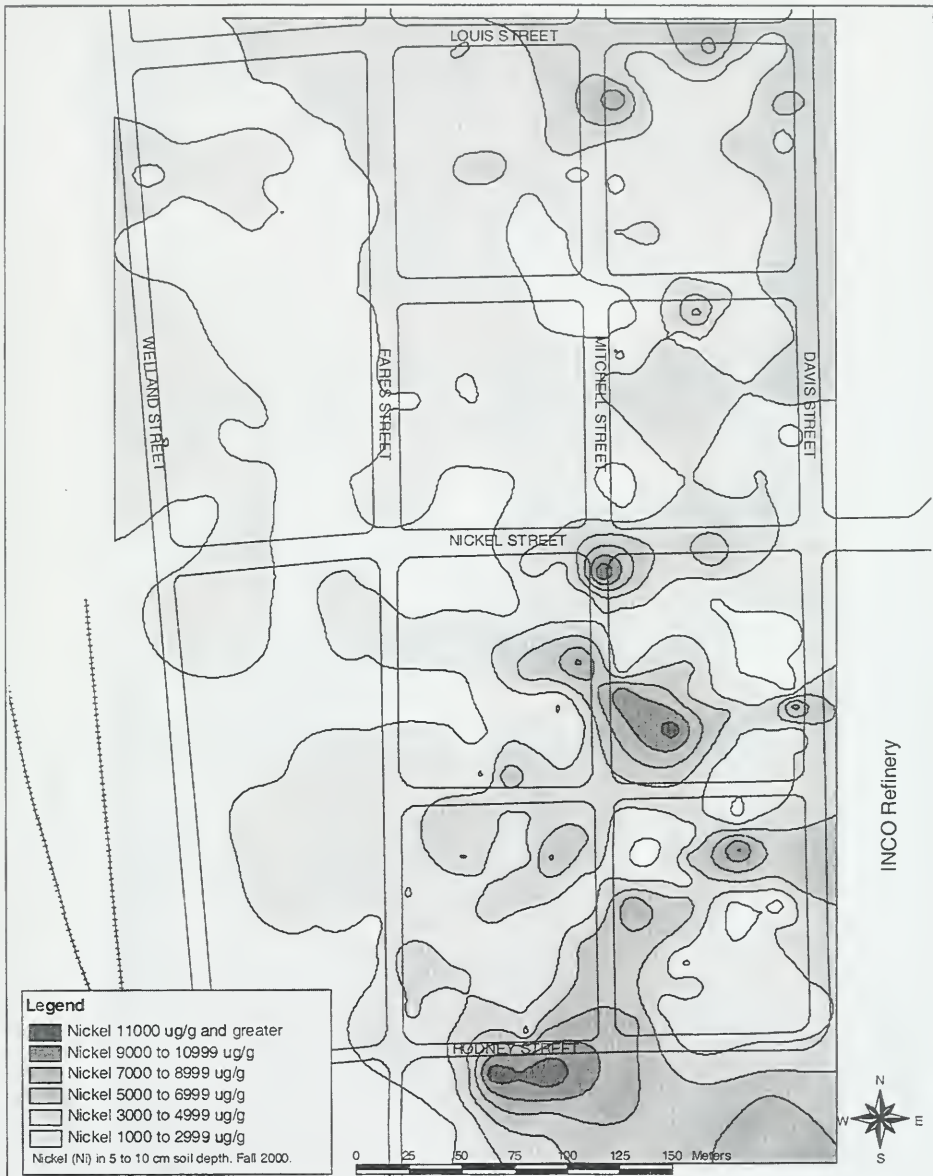 LOUIS STREET
WELLAND STREET
FARES STREET
MITCHELL STREET
DAVIS STREET
NICKEL STREET
INCO Refinery
RODNEY STREET
Legend
Nickel 11000 ug/g and greater
Nickel 9000 to 10999 ug/g
Nickel 7000 to 8999 ug/g
Nickel 5000 to 6999 ug/g
Nickel 3000 to 4999 ug/g
Nickel 1000 to 2999 ug/g
Nickel (Ni) in 5 to 10 cm soil depth. Fall 2000.
0 25 50 75 100 125 150 Meters
N
W E
S